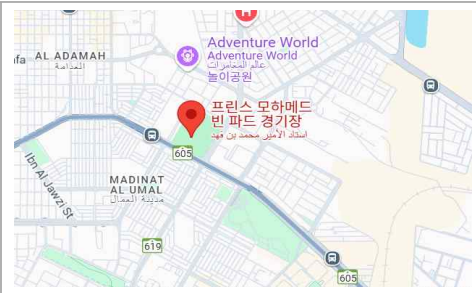 Adventure World
Adventure World
عالم المغامرات
놀이공원
ifa
AL ADAMAH
العدامة
프린스 모하메드
빈 파드 경기장
استاد الأمير محمد بن فهد
605
Ibn Al Jawzi St
MADINAT
AL UMAL
مدينة العمال
619
605